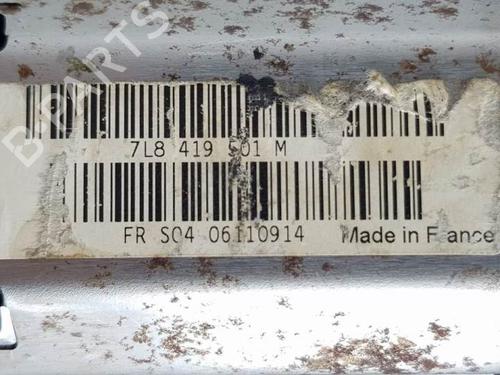 B-PARTS
7L8 419 501 M
FR S04 06110914 Made in France